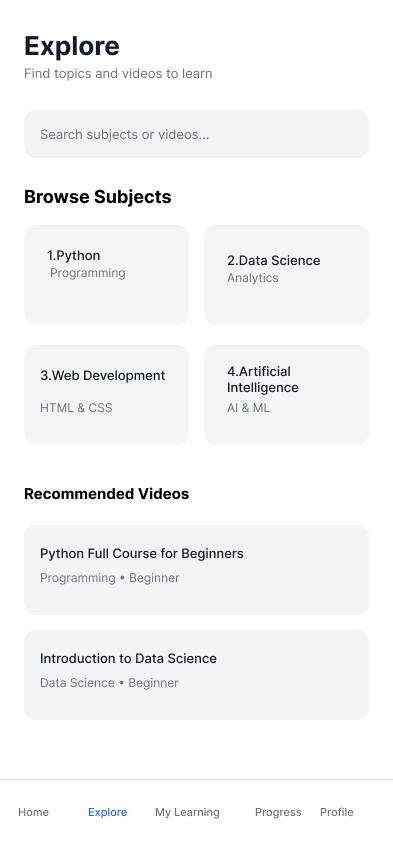 Explore
Find topics and videos to learn
Search subjects or videos...
Browse Subjects
1.Python
Programming
2.Data Science
Analytics
3.Web Development
HTML & CSS
4.Artificial
Intelligence
AI & ML
Recommended Videos
Python Full Course for Beginners
Programming • Beginner
Introduction to Data Science
Data Science • Beginner
Home Explore My Learning Progress Profile